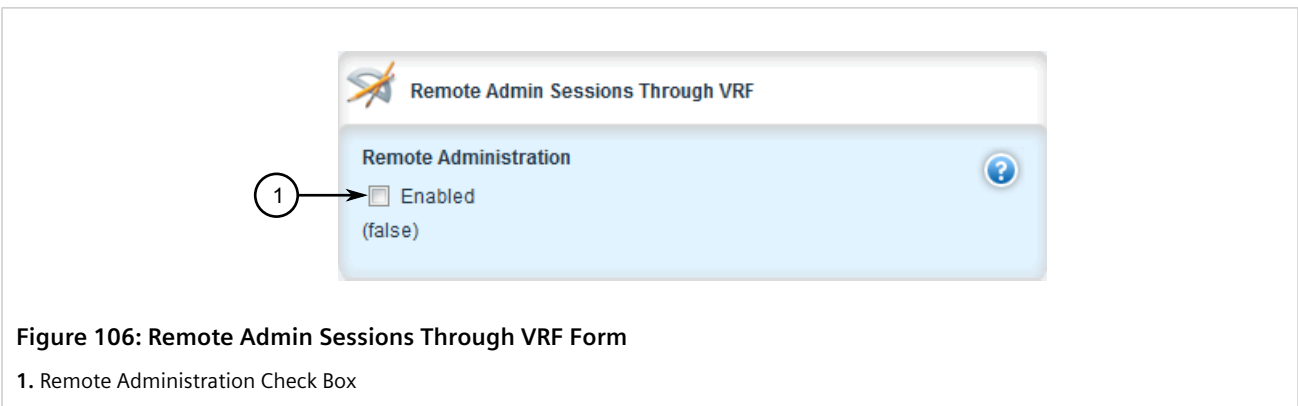 Remote Admin Sessions Through VRF
Remote Administration
?
1
Enabled
(false)
Figure 106: Remote Admin Sessions Through VRF Form
1. Remote Administration Check Box